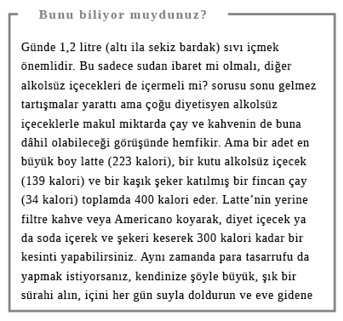 Bunu biliyor muydunuz?
Günde 1,2 litre (altı ila sekiz bardak) sıvı içmek
önemlidir. Bu sadece sudan ibaret mi olmalı, diğer
alkolsüz içecekleri de içermeli mi? sorusu sonu gelmez
tartışmalar yarattı ama çoğu diyetisyen alkolsüz
içeceklerle makul miktarda çay ve kahvenin de buna
dâhil olabileceği görüşünde hemfikir. Ama bir adet en
büyük boy latte (223 kalori), bir kutu alkolsüz içecek
(139 kalori) ve bir kaşık şeker katılmış bir fincan çay
(34 kalori) toplamda 400 kalori eder. Latte’nin yerine
filtre kahve veya Americano koyarak, diyet içecek ya
da soda içerek ve şekeri keserek 300 kalori kadar bir
kesinti yapabilirsiniz. Aynı zamanda para tasarrufu da
yapmak istiyorsanız, kendinize şöyle büyük, şık bir
sürahi alın, içini her gün suyla doldurun ve eve gidene